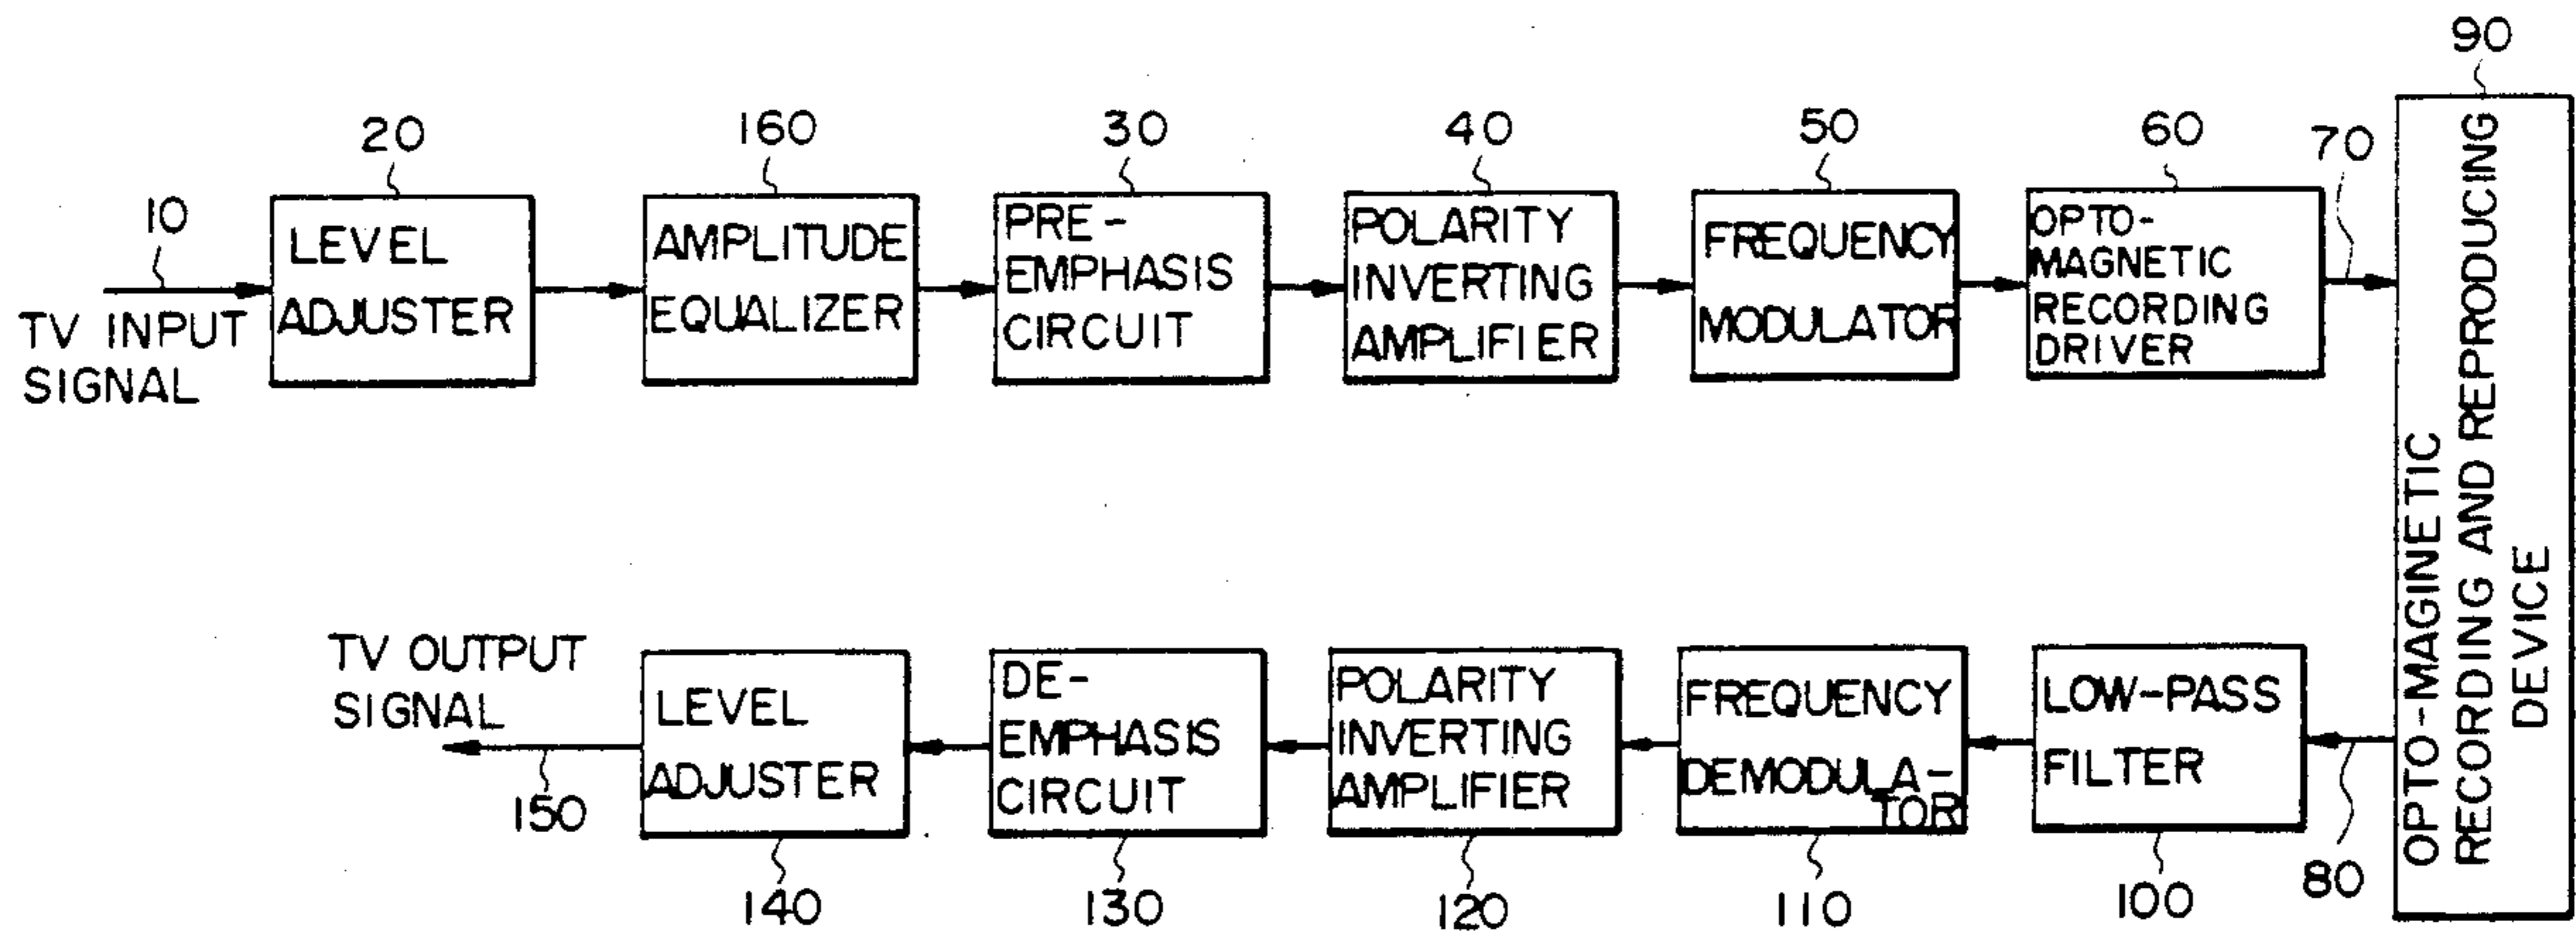 90
20
160
30
40
50
60
70
10
LEVEL
ADJUSTER
AMPLITUDE
EQUALIZER
PRE-
EMPHASIS
CIRCUIT
POLARITY
INVERTING
AMPLIFIER
FREQUENCY
MODULATOR
OPTO-
MAGNETIC
RECORDING
DRIVER
TV INPUT
SIGNAL
OPTO-MAGINETIC
RECORDING AND REPRODUCING
DEVICE
TV OUTPUT
SIGNAL
LEVEL
ADJUSTER
DE-
EMPHASIS
CIRCUIT
POLARITY
INVERTING
AMPLIFIER
FREQUENCY
DEMODULA-
TOR
LOW-PASS
FILTER
150
140
130
120
110
100
80